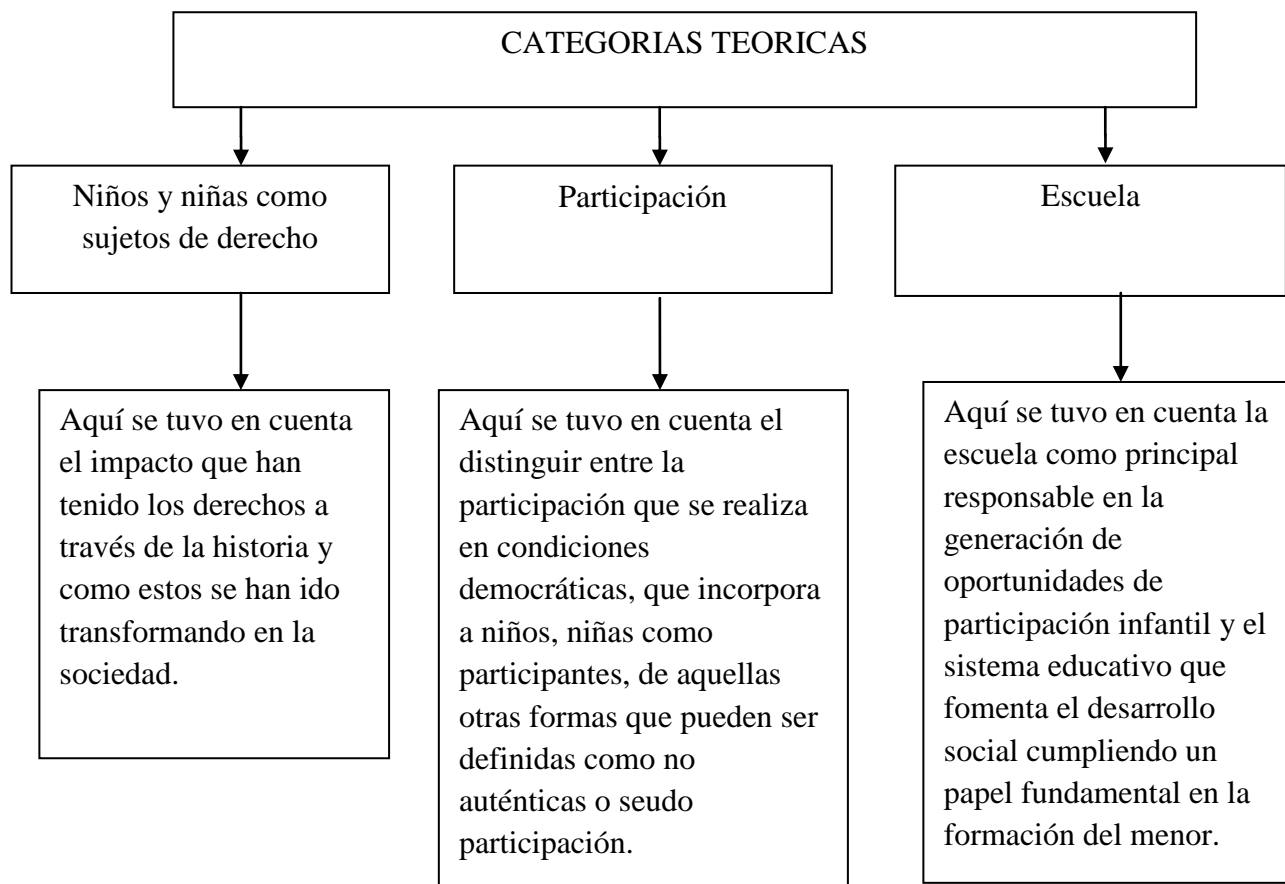 CATEGORIAS TEORICAS
Niños y niñas como
sujetos de derecho
Participación
Escuela
Aquí se tuvo en cuenta
el impacto que han
tenido los derechos a
través de la historia y
como estos se han ido
transformando en la
sociedad.
Aquí se tuvo en cuenta el
distinguir entre la
participación que se realiza
en condiciones
democráticas, que incorpora
a niños, niñas como
participantes, de aquellas
otras formas que pueden ser
definidas como no
auténticas o seudo
participación.
Aquí se tuvo en cuenta la
escuela como principal
responsable en la
generación de
oportunidades de
participación infantil y el
sistema educativo que
fomenta el desarrollo
social cumpliendo un
papel fundamental en la
formación del menor.